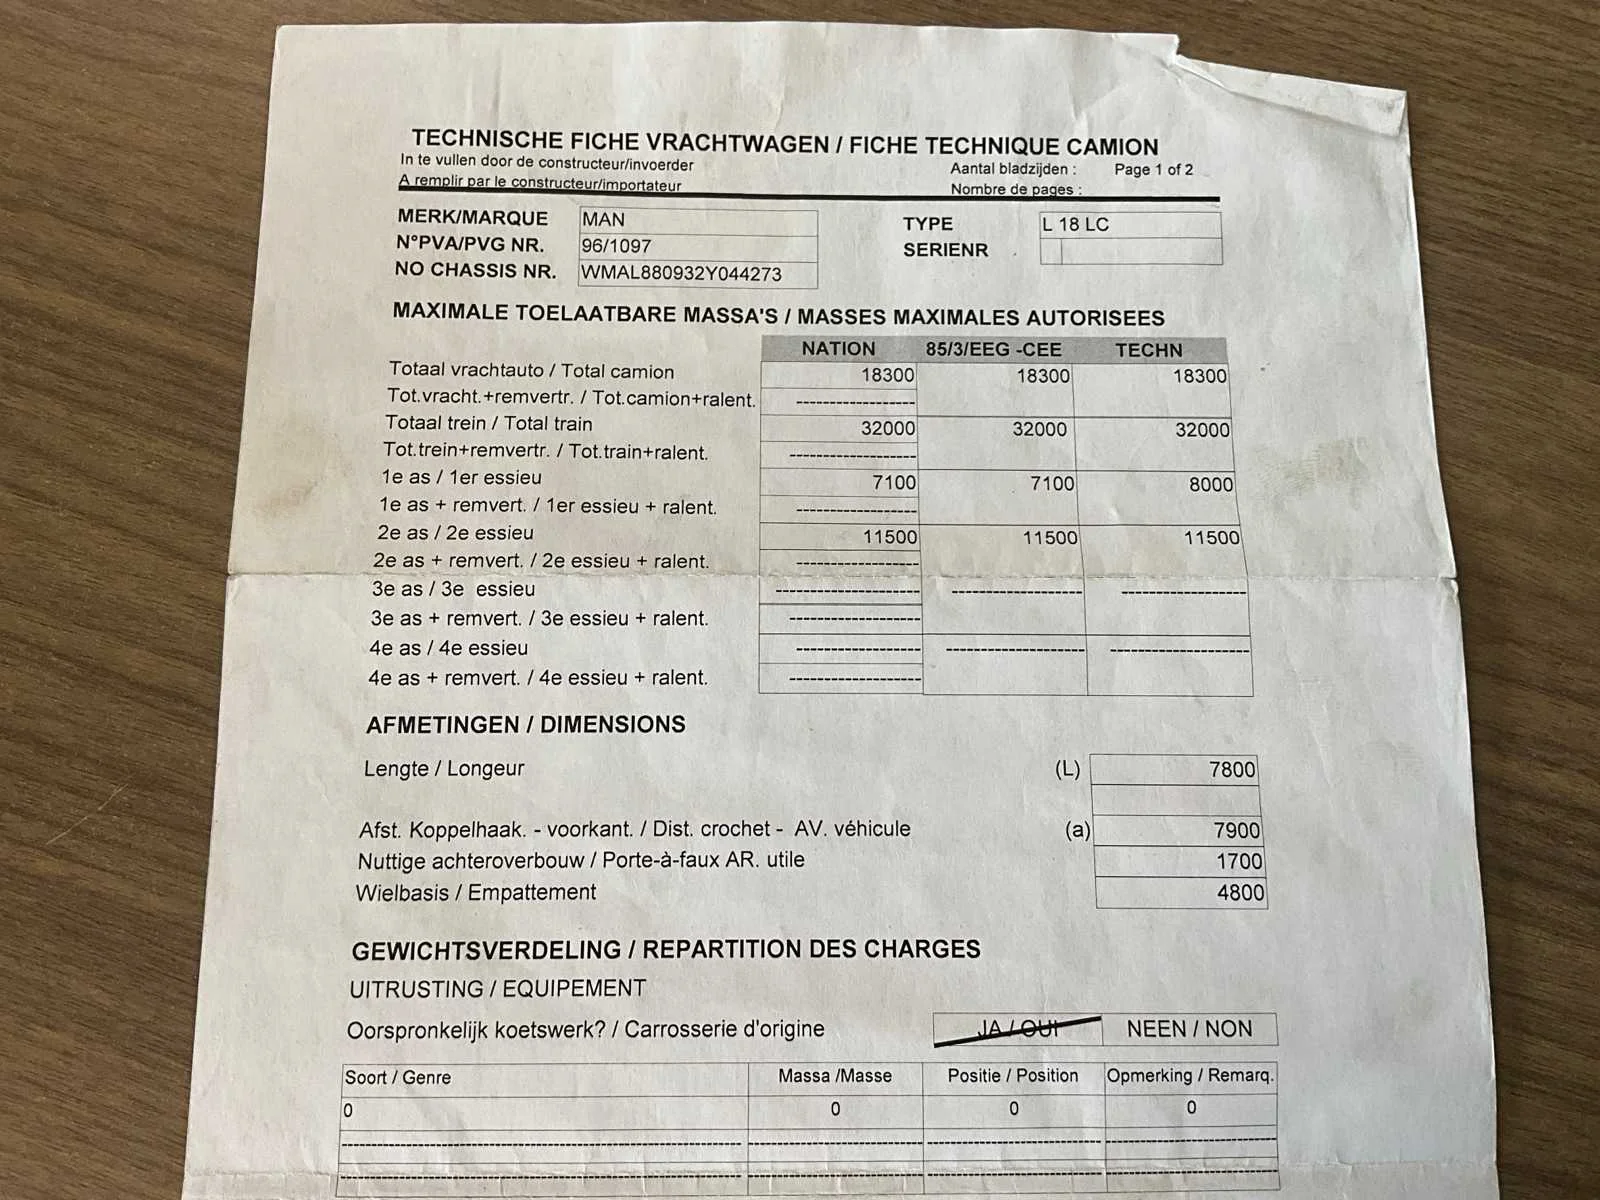 TECHNISCHE FICHE VRACHTWAGEN / FICHE TECHNIQUE CAMION
In te vullen door de constructeur/invoerder Aantal bladzijden : Page 1 of 2
A remplir par le constructeur/importateur Nombre de pages :
MERK/MARQUE MAN TYPE L 18 LC
N°PVA/PVG NR. 96/1097 SERIENR
NO CHASSIS NR. WMAL880932Y044273
MAXIMALE TOELAATBARE MASSA'S / MASSES MAXIMALES AUTORISEES
NATION 85/3/EEG -CEE TECHN
Totaal vrachtauto / Total camion 18300 18300 18300
Tot.vracht.+remvertr. / Tot.camion+ralent. ------------------
Totaal trein / Total train 32000 32000 32000
Tot.trein+remvertr. / Tot.train+ralent. ------------------
1e as / 1er essieu 7100 7100 8000
1e as + remvert. / 1er essieu + ralent. ------------------
2e as / 2e essieu 11500 11500 11500
2e as + remvert. / 2e essieu + ralent. ------------------
3e as / 3e essieu -------------------- ------------------ ------------------
3e as + remvert. / 3e essieu + ralent. ------------------
4e as / 4e essieu ------------------ -------------------- --------------------
4e as + remvert. / 4e essieu + ralent. ------------------
AFMETINGEN / DIMENSIONS
Lengte / Longeur (L) 7800
Afst. Koppelhaak. - voorkant. / Dist. crochet - AV. véhicule (a) 7900
Nuttige achteroverbouw / Porte-à-faux AR. utile 1700
Wielbasis / Empattement 4800
GEWICHTSVERDELING / REPARTITION DES CHARGES
UITRUSTING / EQUIPEMENT
Oorspronkelijk koetswerk? / Carrosserie d'origine JA / OUI NEEN / NON
Soort / Genre Massa /Masse Positie / Position Opmerking / Remarq.
0 0 0 0